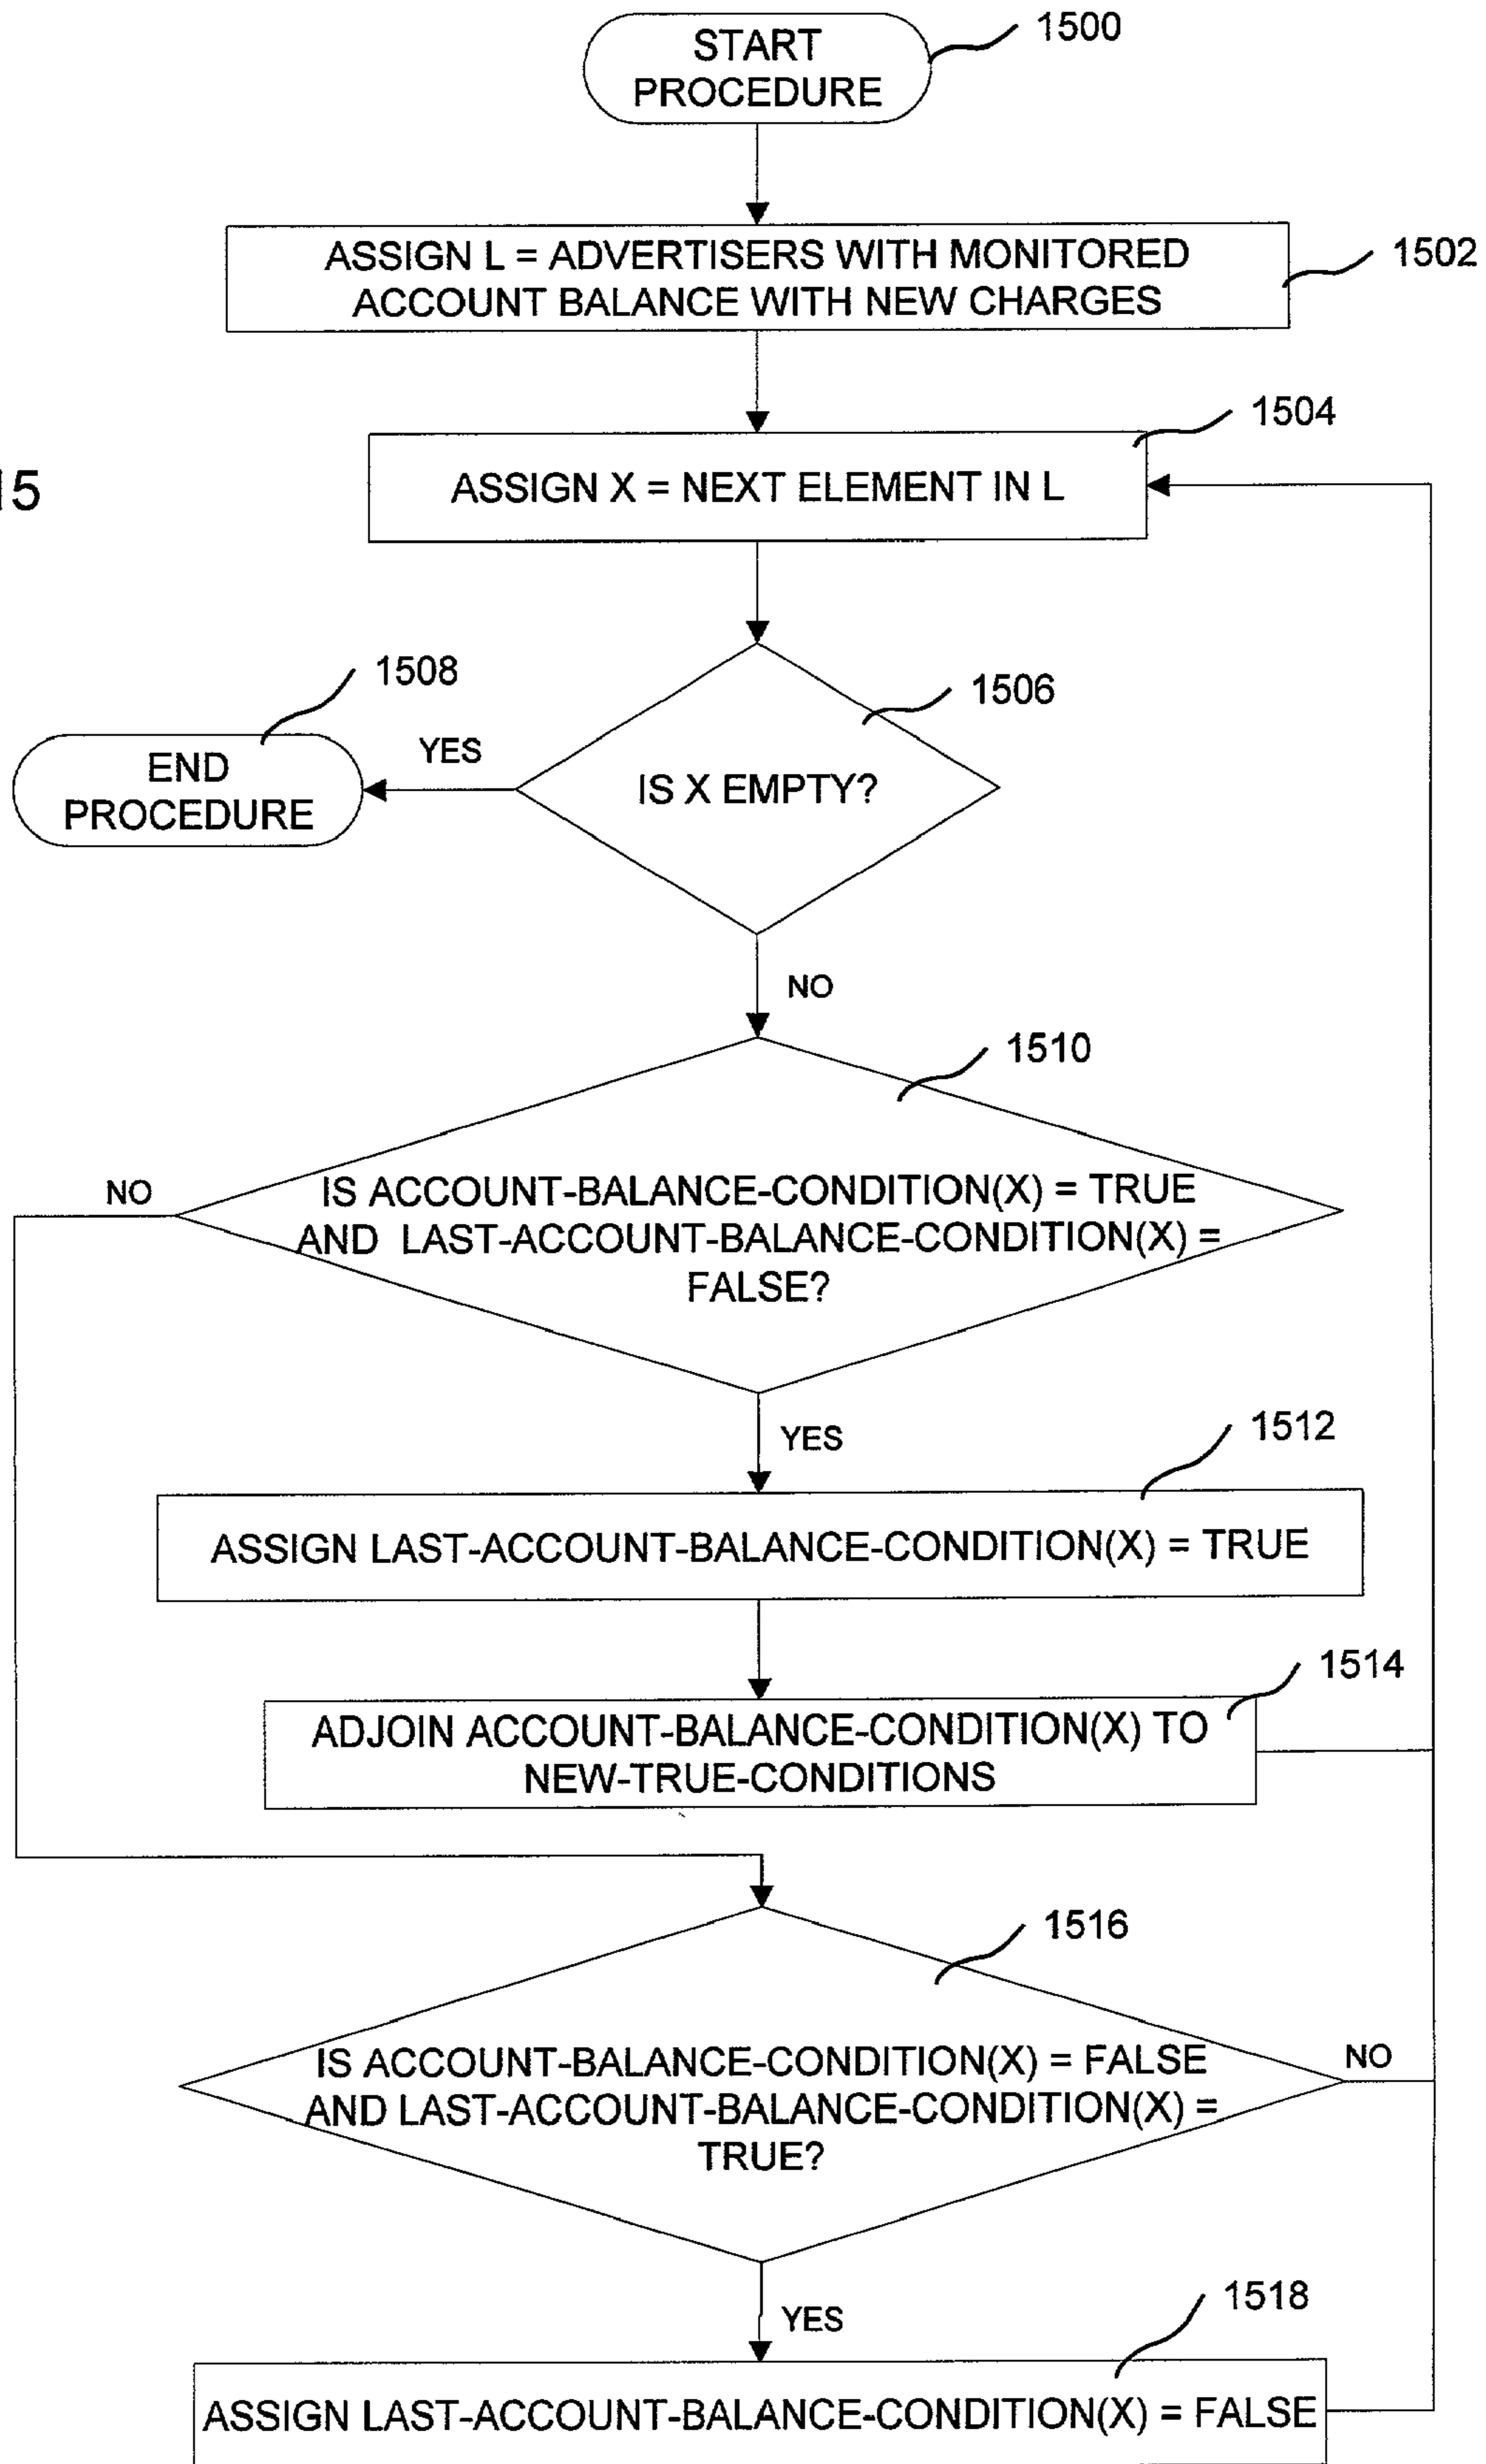 START
PROCEDURE
1500
ASSIGN L = ADVERTISERS WITH MONITORED
ACCOUNT BALANCE WITH NEW CHARGES
1502
15
1504
ASSIGN X = NEXT ELEMENT IN L
1508
1506
END
PROCEDURE
YES
IS X EMPTY?
NO
1510
NO
IS ACCOUNT-BALANCE-CONDITION(X) = TRUE
AND LAST-ACCOUNT-BALANCE-CONDITION(X) =
FALSE?
YES
1512
ASSIGN LAST-ACCOUNT-BALANCE-CONDITION(X) = TRUE
1514
ADJOIN ACCOUNT-BALANCE-CONDITION(X) TO
NEW-TRUE-CONDITIONS
1516
IS ACCOUNT-BALANCE-CONDITION(X) = FALSE
AND LAST-ACCOUNT-BALANCE-CONDITION(X) =
TRUE?
NO
YES
1518
ASSIGN LAST-ACCOUNT-BALANCE-CONDITION(X) = FALSE